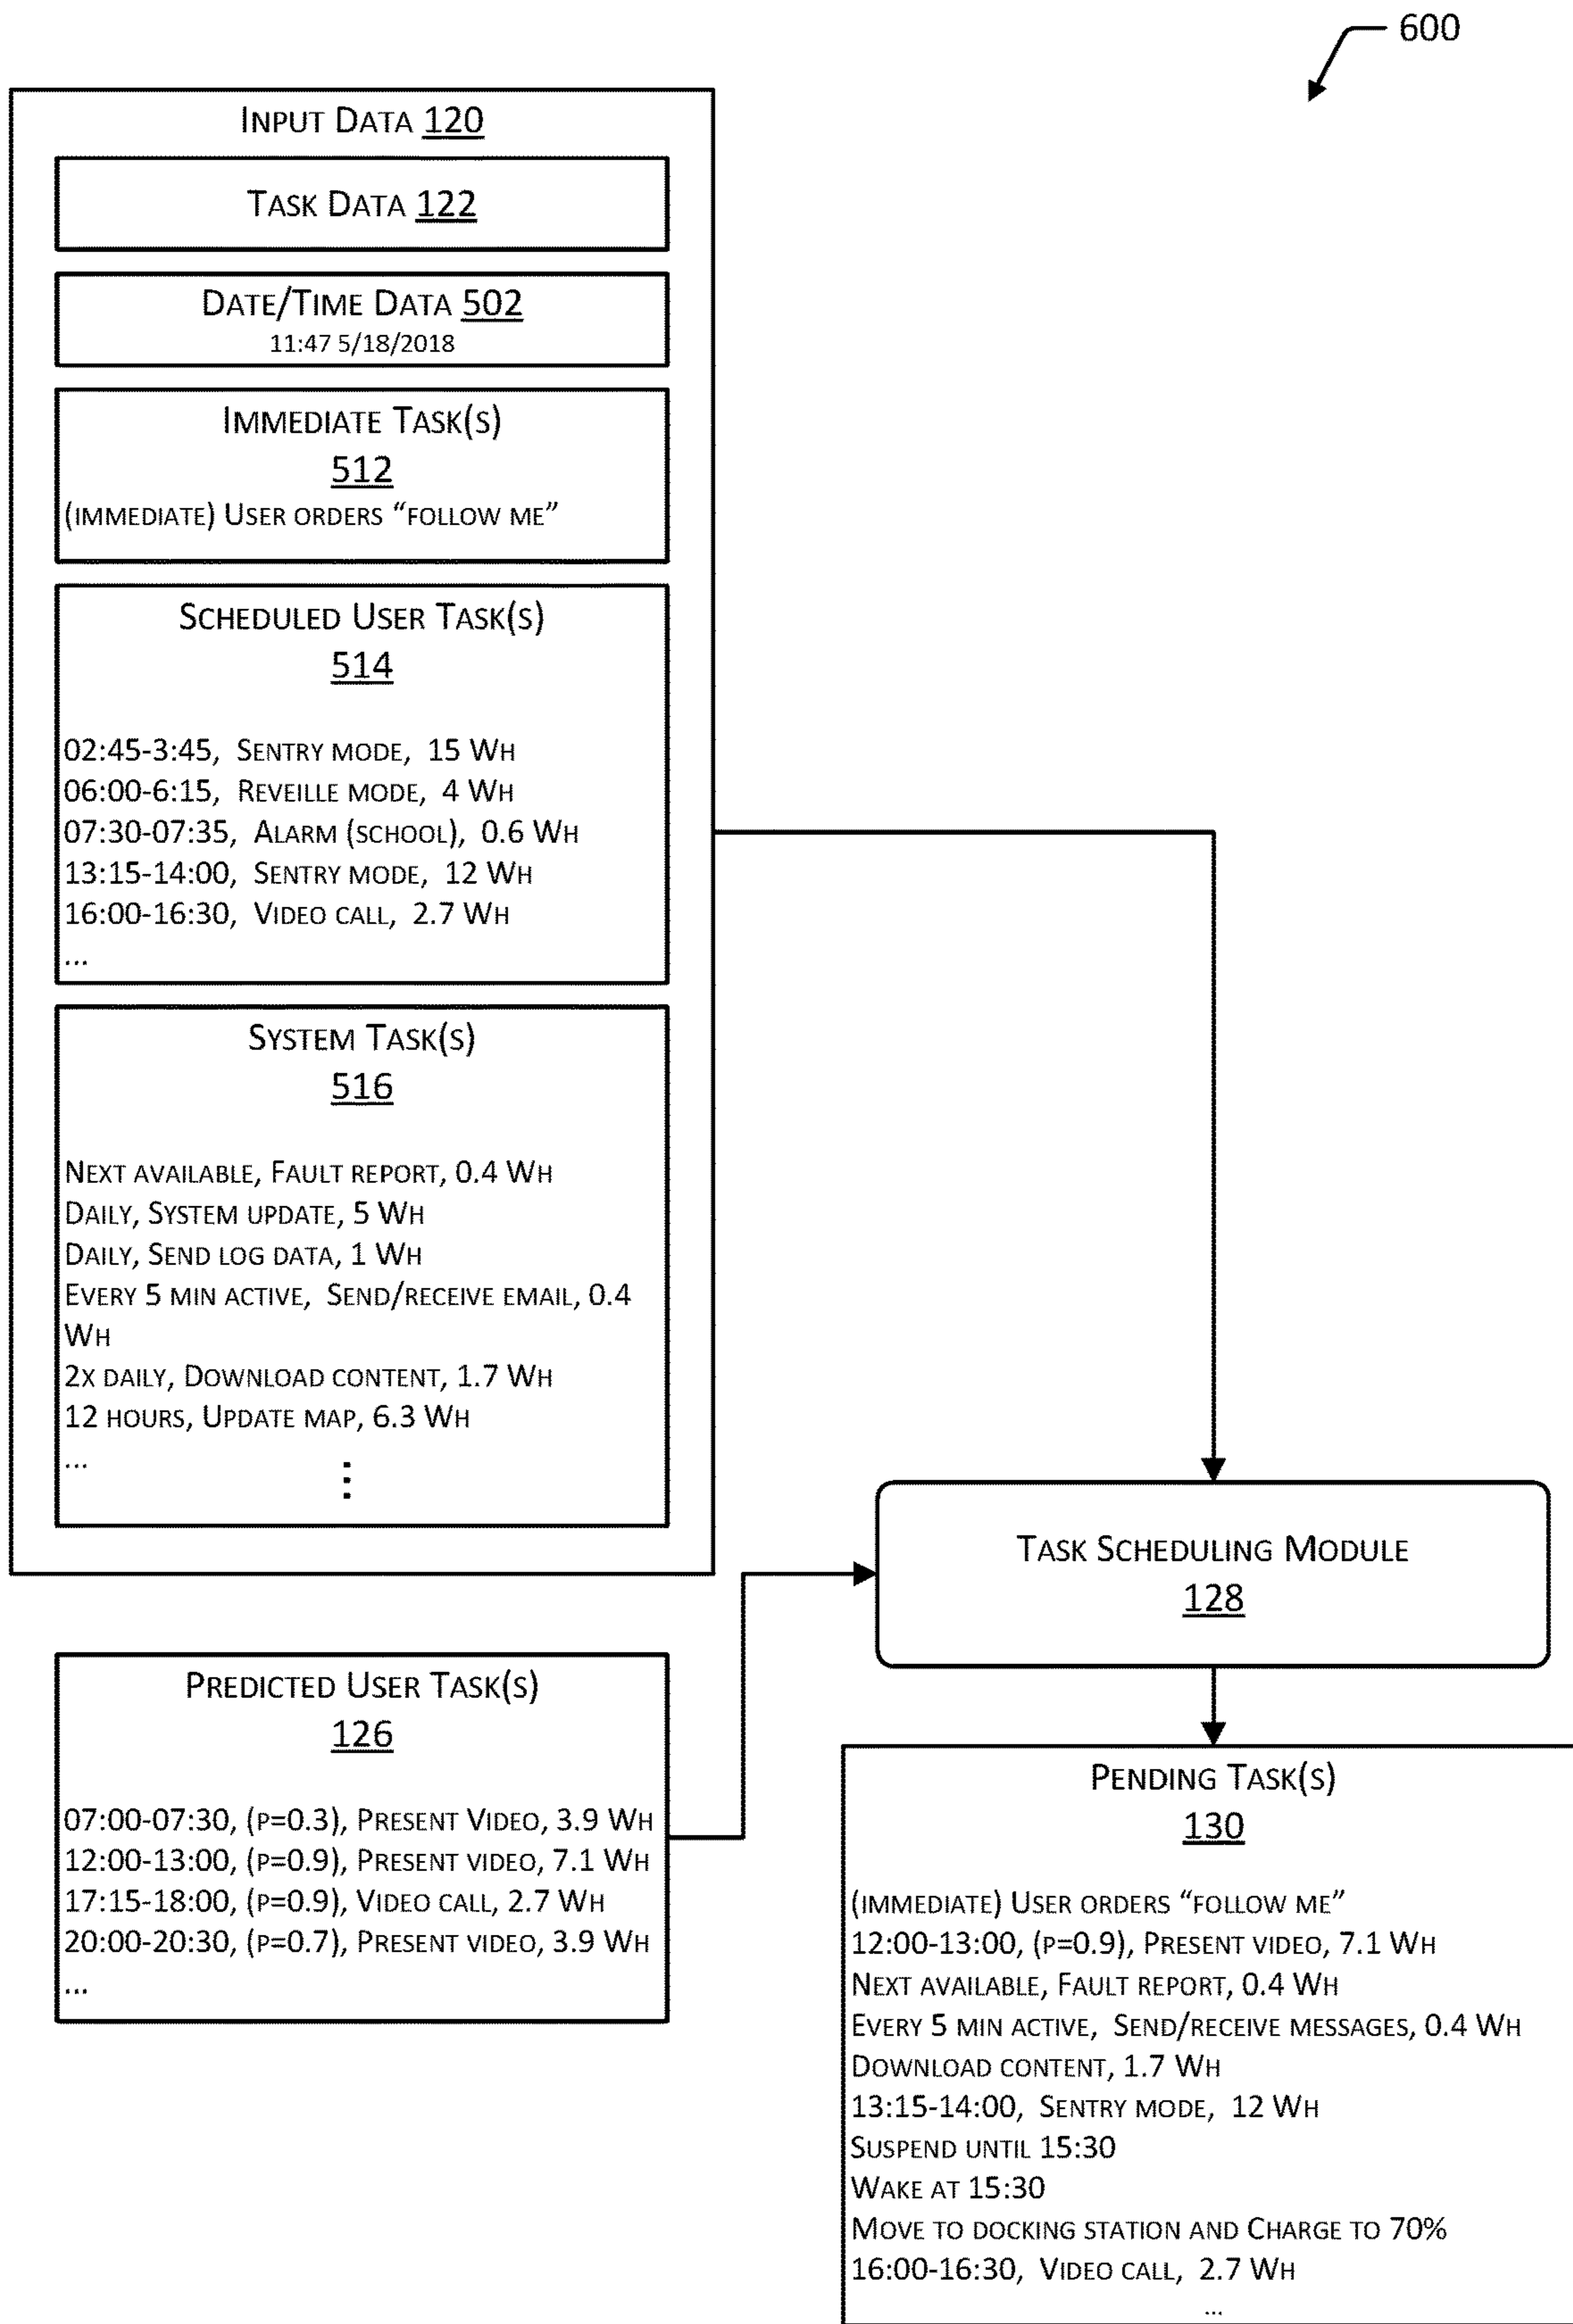 600
INPUT DATA 120
TASK DATA 122
DATE/TIME DATA 502
11:47 5/18/2018
IMMEDIATE TASK(S)
512
(IMMEDIATE) USER ORDERS “FOLLOW ME”
SCHEDULED USER TASK(S)
514
02:45-3:45, SENTRY MODE, 15 WH
06:00-6:15, REVEILLE MODE, 4 WH
07:30-07:35, ALARM (SCHOOL), 0.6 WH
13:15-14:00, SENTRY MODE, 12 WH
16:00-16:30, VIDEO CALL, 2.7 WH
...
SYSTEM TASK(S)
516
NEXT AVAILABLE, FAULT REPORT, 0.4 WH
DAILY, SYSTEM UPDATE, 5 WH
DAILY, SEND LOG DATA, 1 WH
EVERY 5 MIN ACTIVE, SEND/RECEIVE EMAIL, 0.4
WH
2X DAILY, DOWNLOAD CONTENT, 1.7 WH
12 HOURS, UPDATE MAP, 6.3 WH
...
TASK SCHEDULING MODULE
128
PREDICTED USER TASK(S)
126
07:00-07:30, (P=0.3), PRESENT VIDEO, 3.9 WH
12:00-13:00, (P=0.9), PRESENT VIDEO, 7.1 WH
17:15-18:00, (P=0.9), VIDEO CALL, 2.7 WH
20:00-20:30, (P=0.7), PRESENT VIDEO, 3.9 WH
...
PENDING TASK(S)
130
(IMMEDIATE) USER ORDERS “FOLLOW ME”
12:00-13:00, (P=0.9), PRESENT VIDEO, 7.1 WH
NEXT AVAILABLE, FAULT REPORT, 0.4 WH
EVERY 5 MIN ACTIVE, SEND/RECEIVE MESSAGES, 0.4 WH
DOWNLOAD CONTENT, 1.7 WH
13:15-14:00, SENTRY MODE, 12 WH
SUSPEND UNTIL 15:30
WAKE AT 15:30
MOVE TO DOCKING STATION AND CHARGE TO 70%
16:00-16:30, VIDEO CALL, 2.7 WH
...